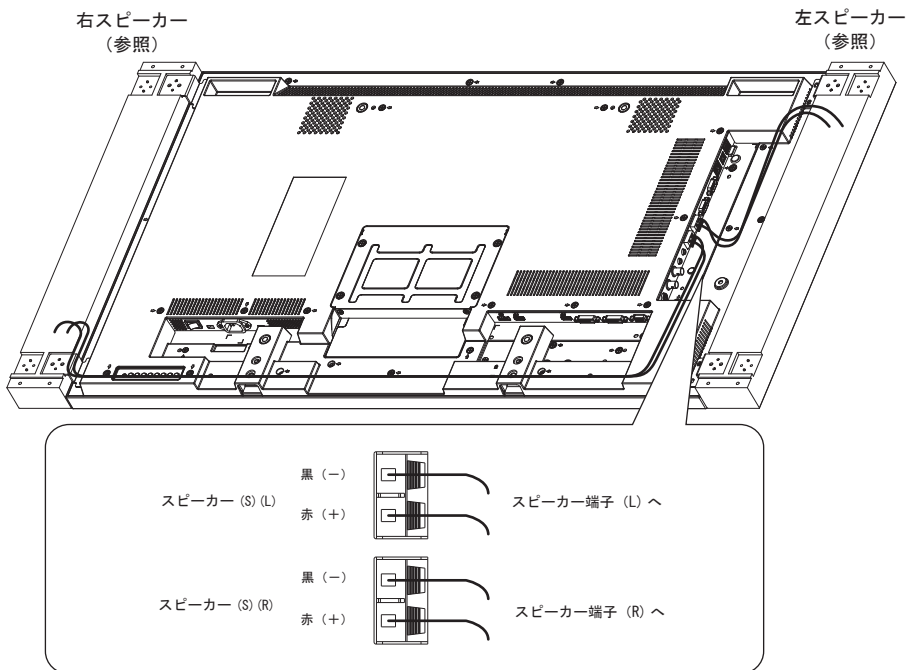 右スピーカー
(参照)
左スピーカー
(参照)
黒 (－)
スピーカー (S) (L)
スピーカー端子 (L) へ
赤 (＋)
黒 (－)
スピーカー (S) (R)
スピーカー端子 (R) へ
赤 (＋)